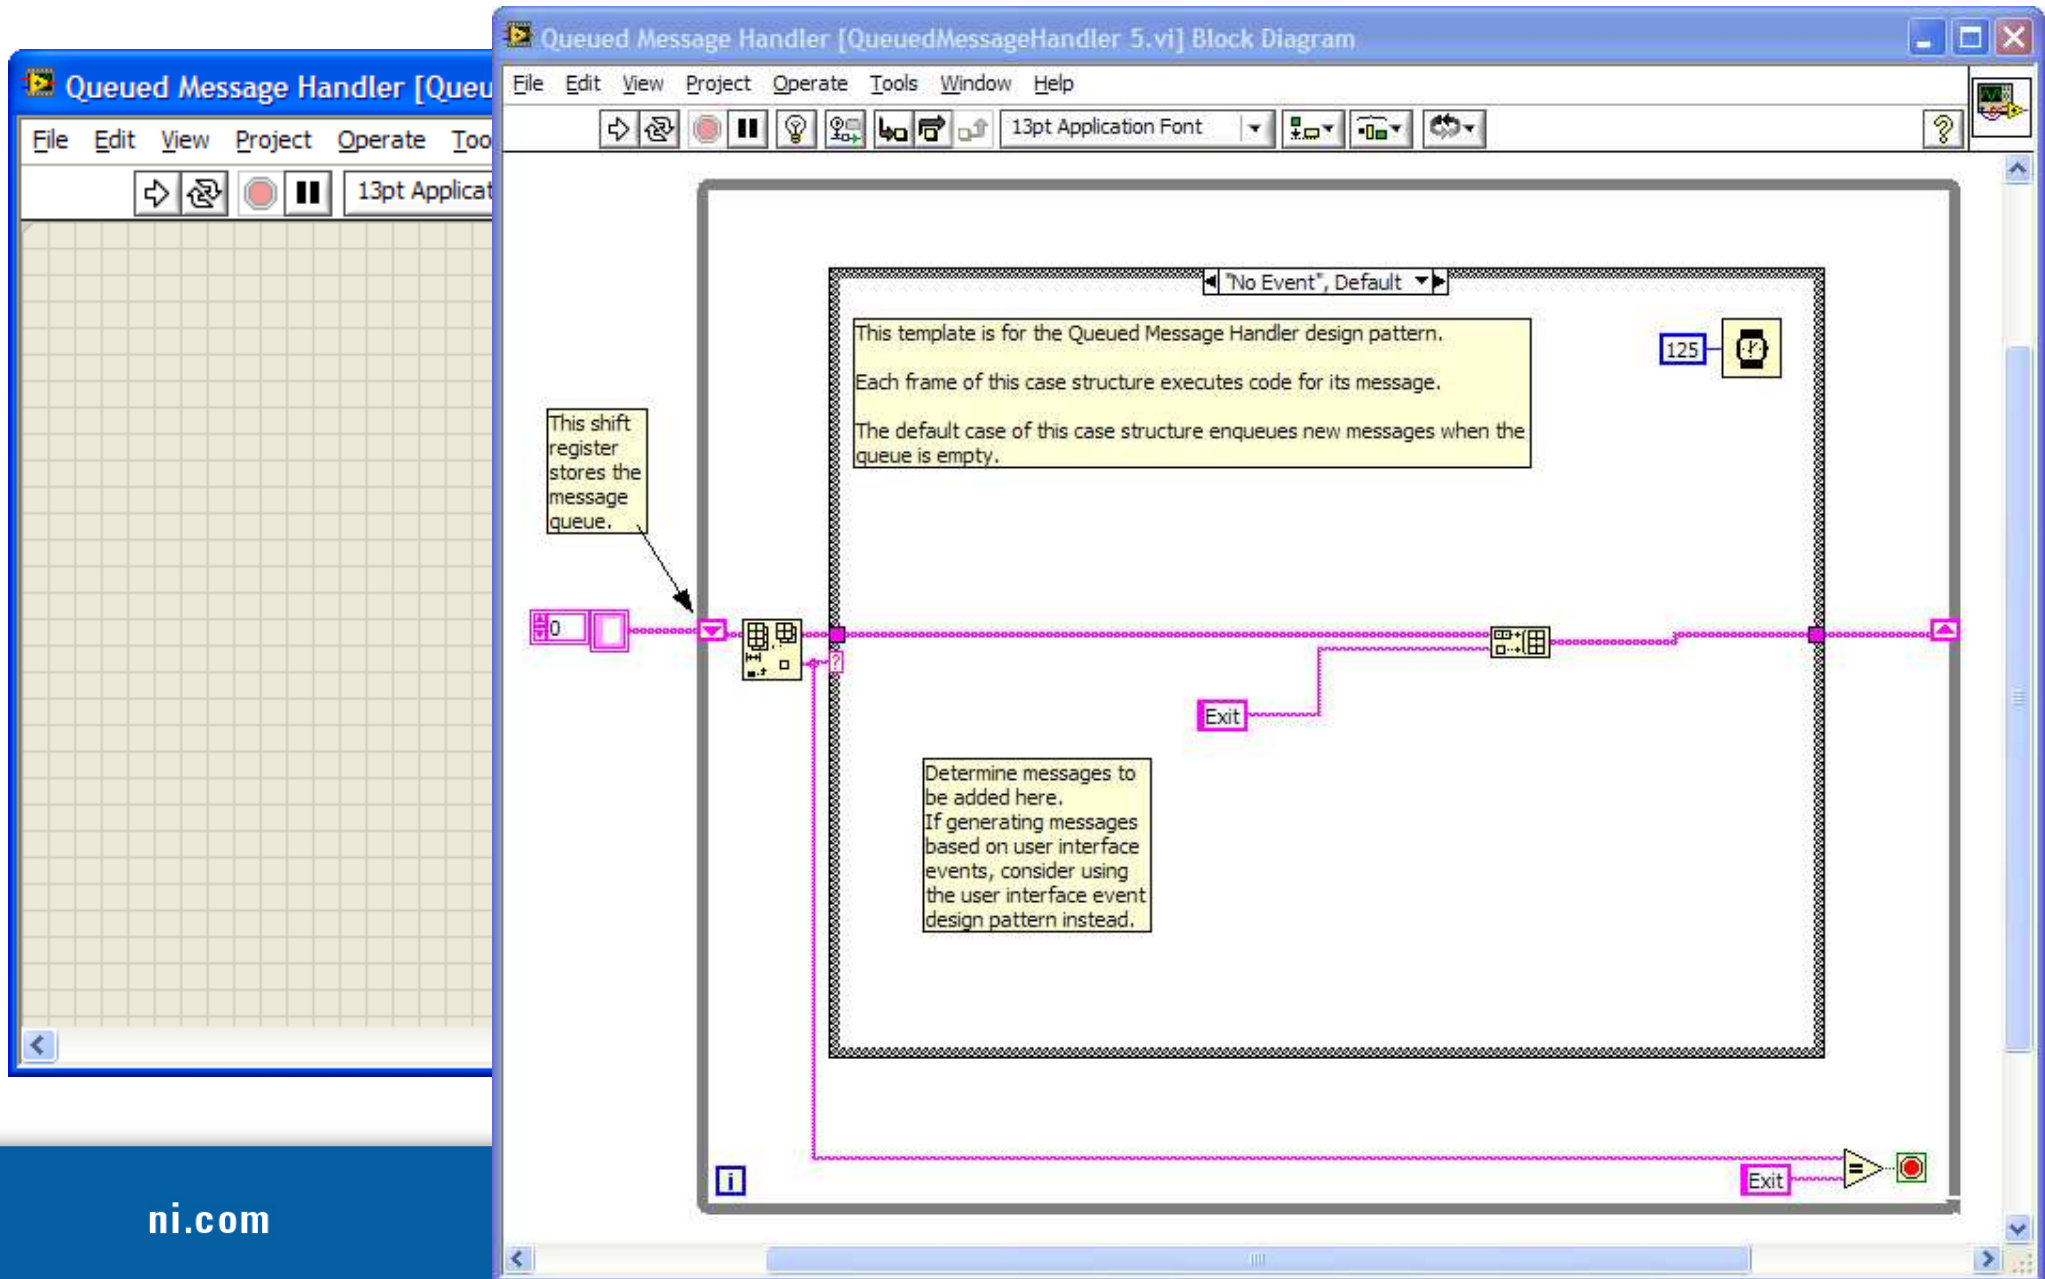 Queued Message Handler [Queu
File Edit View Project Operate Too
13pt Applicat
ni.com
Queued Message Handler [QueuedMessageHandler 5.vi] Block Diagram
File Edit View Project Operate Tools Window Help
13pt Application Font
?
"No Event", Default
This template is for the Queued Message Handler design pattern.
Each frame of this case structure executes code for its message.
The default case of this case structure enqueues new messages when the
queue is empty.
125
This shift
register
stores the
message
queue.
0
?
Exit
Determine messages to
be added here.
If generating messages
based on user interface
events, consider using
the user interface event
design pattern instead.
i
Exit
=